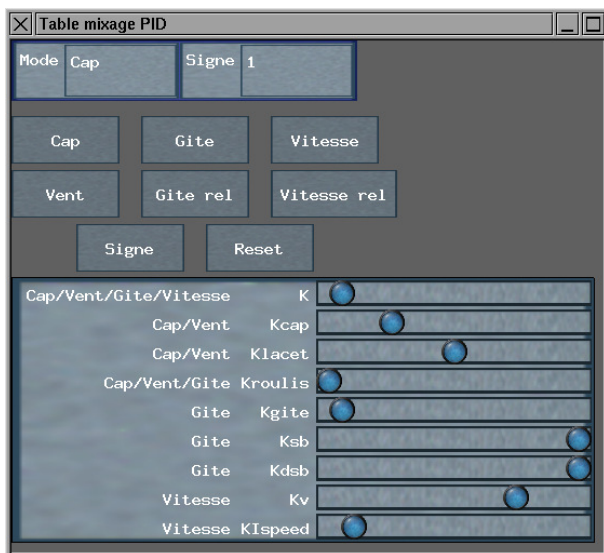 Table mixage PID
Mode Cap Signe 1
Cap Gite Vitesse
Vent Gite rel Vitesse rel
Signe Reset
Cap/Vent/Gite/Vitesse K
Cap/Vent Kcap
Cap/Vent Klacet
Cap/Vent/Gite Kroulis
Gite Kgite
Gite Ksb
Gite Kdsb
Vitesse Kv
Vitesse KIspeed